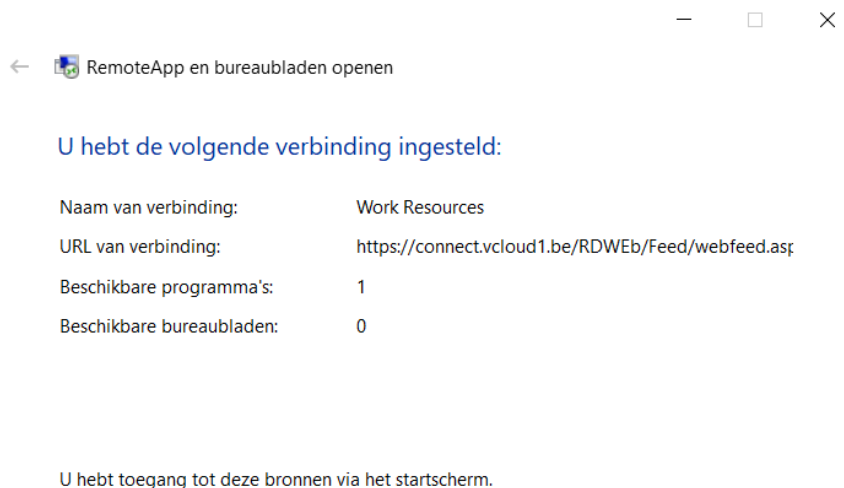 RemoteApp en bureaubladen openen
U hebt de volgende verbinding ingesteld:
Naam van verbinding: Work Resources
URL van verbinding: https://connect.vcloud1.be/RDWEb/Feed/webfeed.asp
Beschikbare programma's: 1
Beschikbare bureaubladen: 0
U hebt toegang tot deze bronnen via het startscherm.